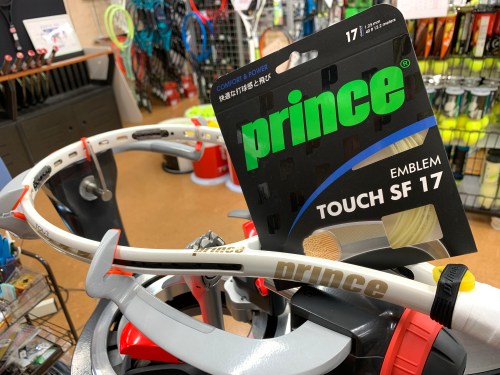 17
COMFORT & POWER
快適な打球感と飛び
prince®
EMBLEM
TOUCH SF 17
prince
prince